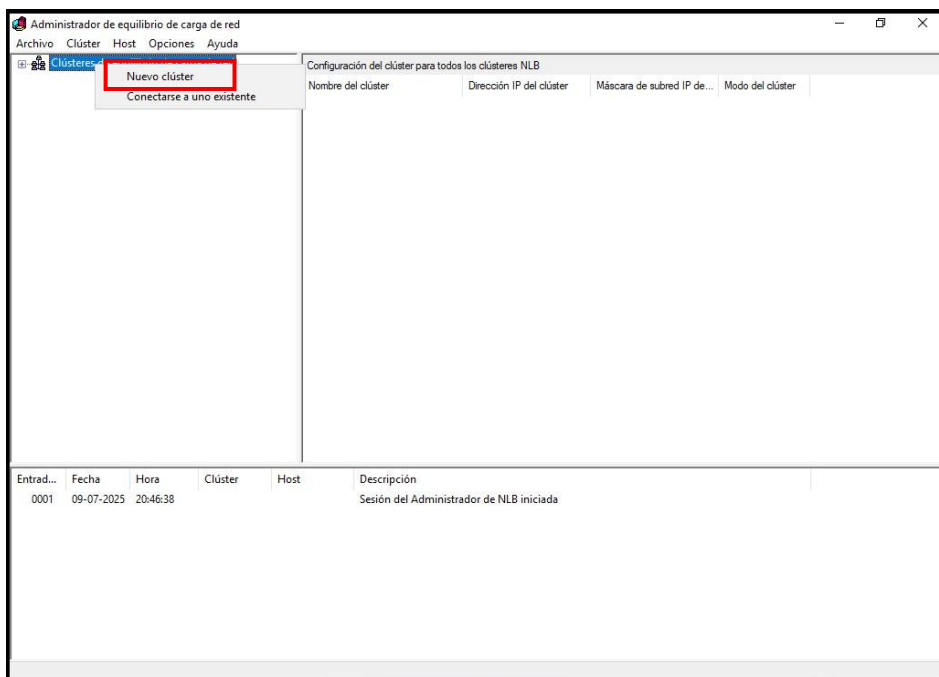 Administrador de equilibrio de carga de red
Archivo Clúster Host Opciones Ayuda
Clústeres
Nuevo clúster
Conectarse a uno existente
Configuración del clúster para todos los clústeres NLB
Nombre del clúster Dirección IP del clúster Máscara de subred IP de... Modo del clúster
Entrad... Fecha Hora Clúster Host Descripción
0001 09-07-2025 20:46:38 Sesión del Administrador de NLB iniciada